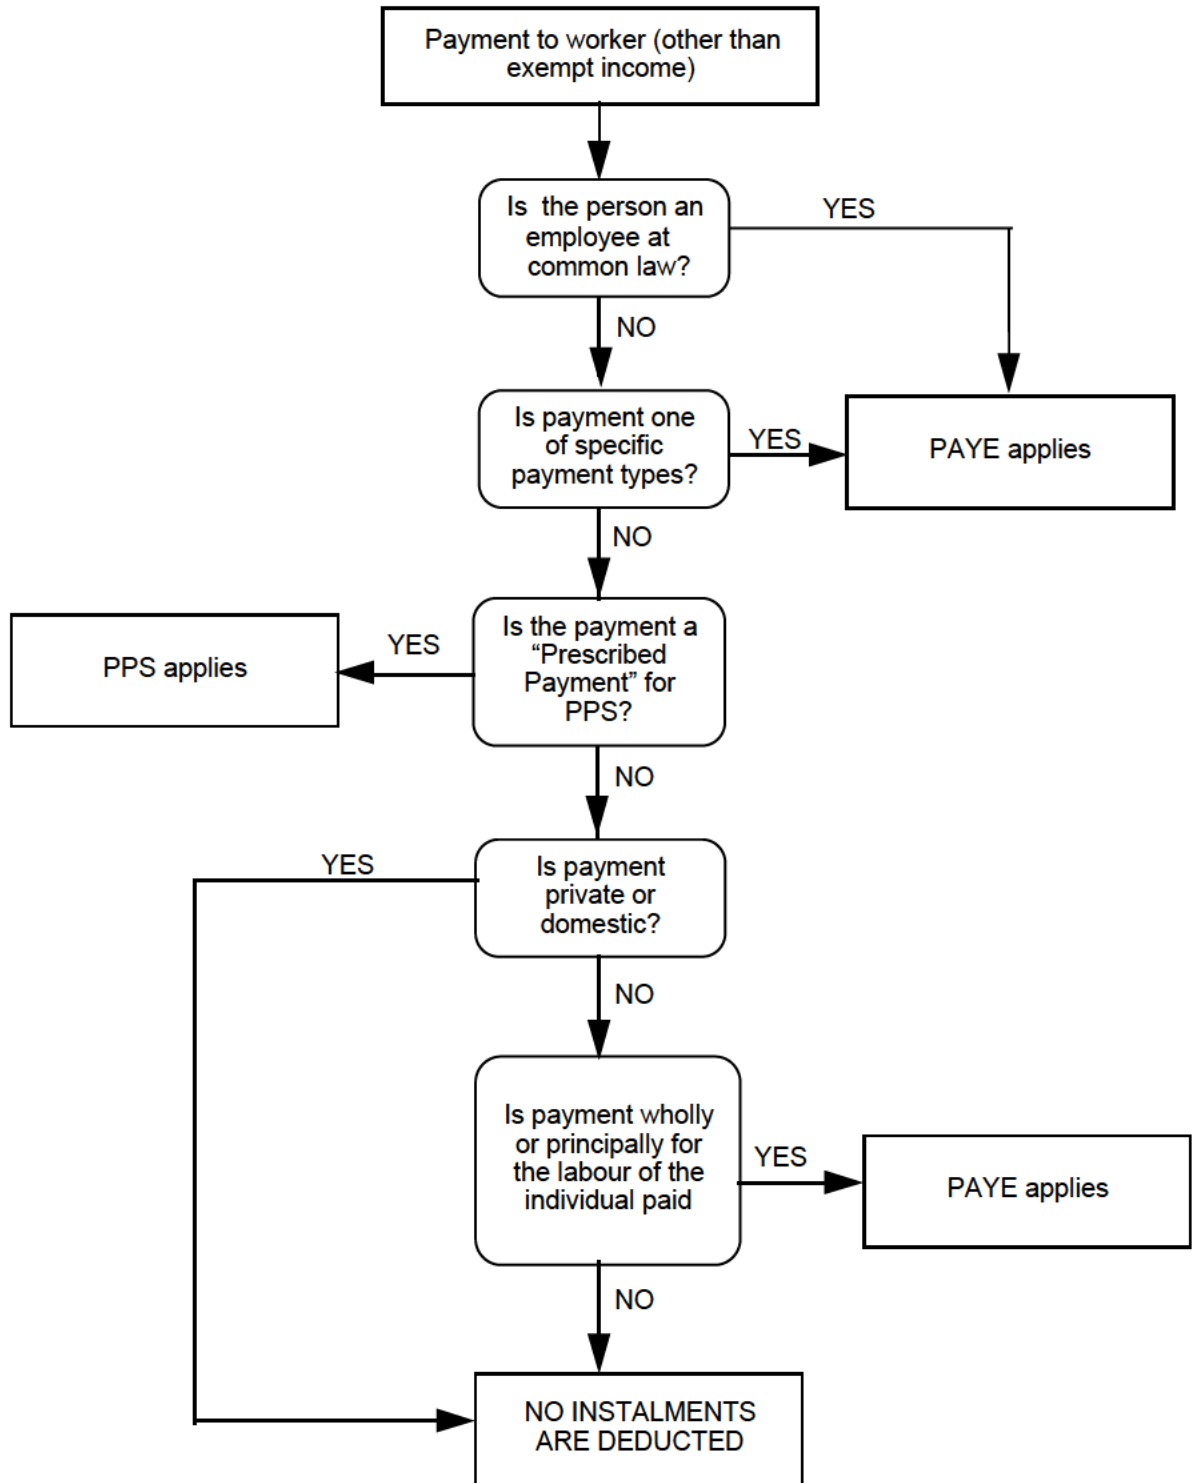 Payment to worker (other than
exempt income)
Is the person an
employee at
common law?
YES
NO
Is payment one
of specific
payment types?
YES
PAYE applies
NO
Is the payment a
“Prescribed
Payment” for
PPS?
YES
PPS applies
NO
Is payment
private or
domestic?
YES
NO
Is payment wholly
or principally for
the labour of the
individual paid
YES
PAYE applies
NO
NO INSTALMENTS
ARE DEDUCTED